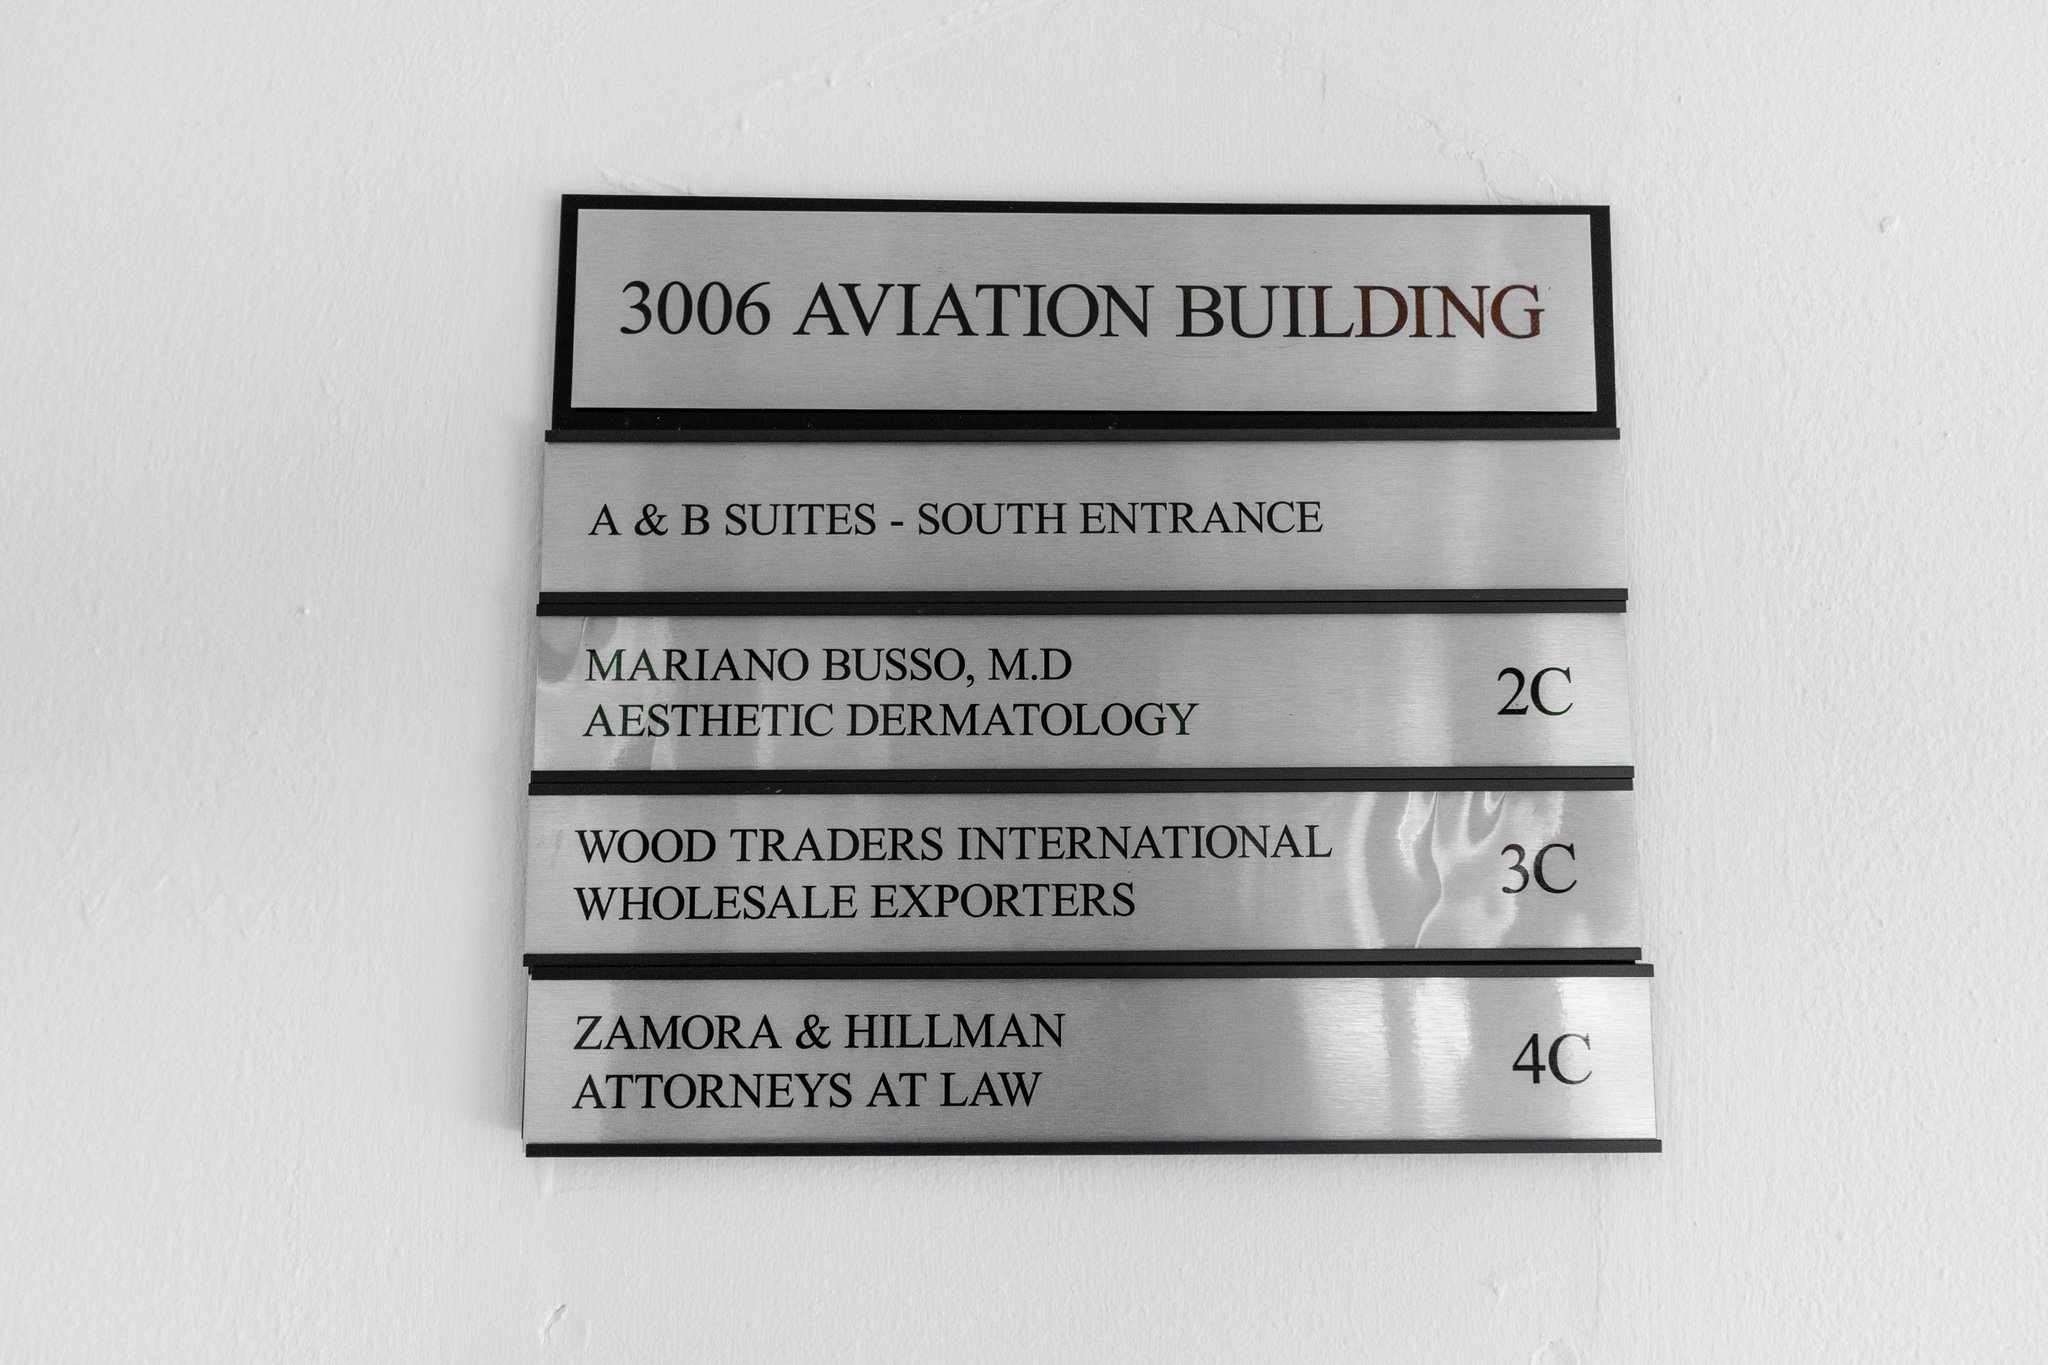 3006 AVIATION BUILDING
A & B SUITES - SOUTH ENTRANCE
MARIANO BUSSO, M.D
AESTHETIC DERMATOLOGY
2C
WOOD TRADERS INTERNATIONAL
WHOLESALE EXPORTERS
3C
ZAMORA & HILLMAN
ATTORNEYS AT LAW
4C